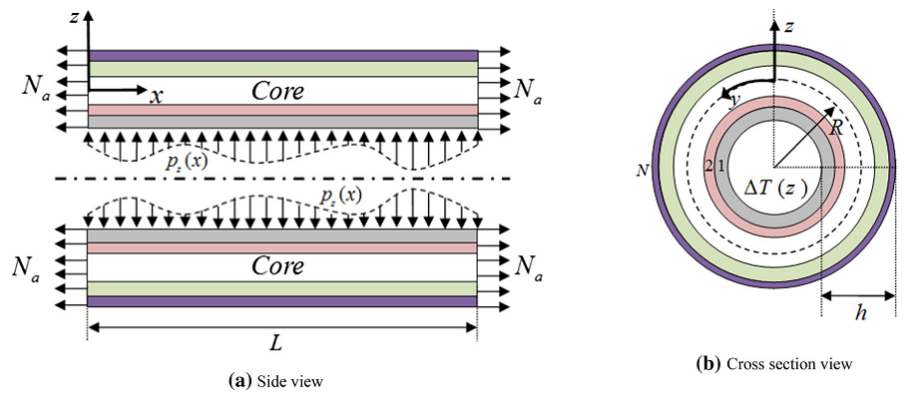 z
N_a
Core
x
N_a
p_z(x)
p_z(x)
N_a
Core
N_a
L
(a) Side view
z
y
R
N
2 1
ΔT (z)
h
(b) Cross section view